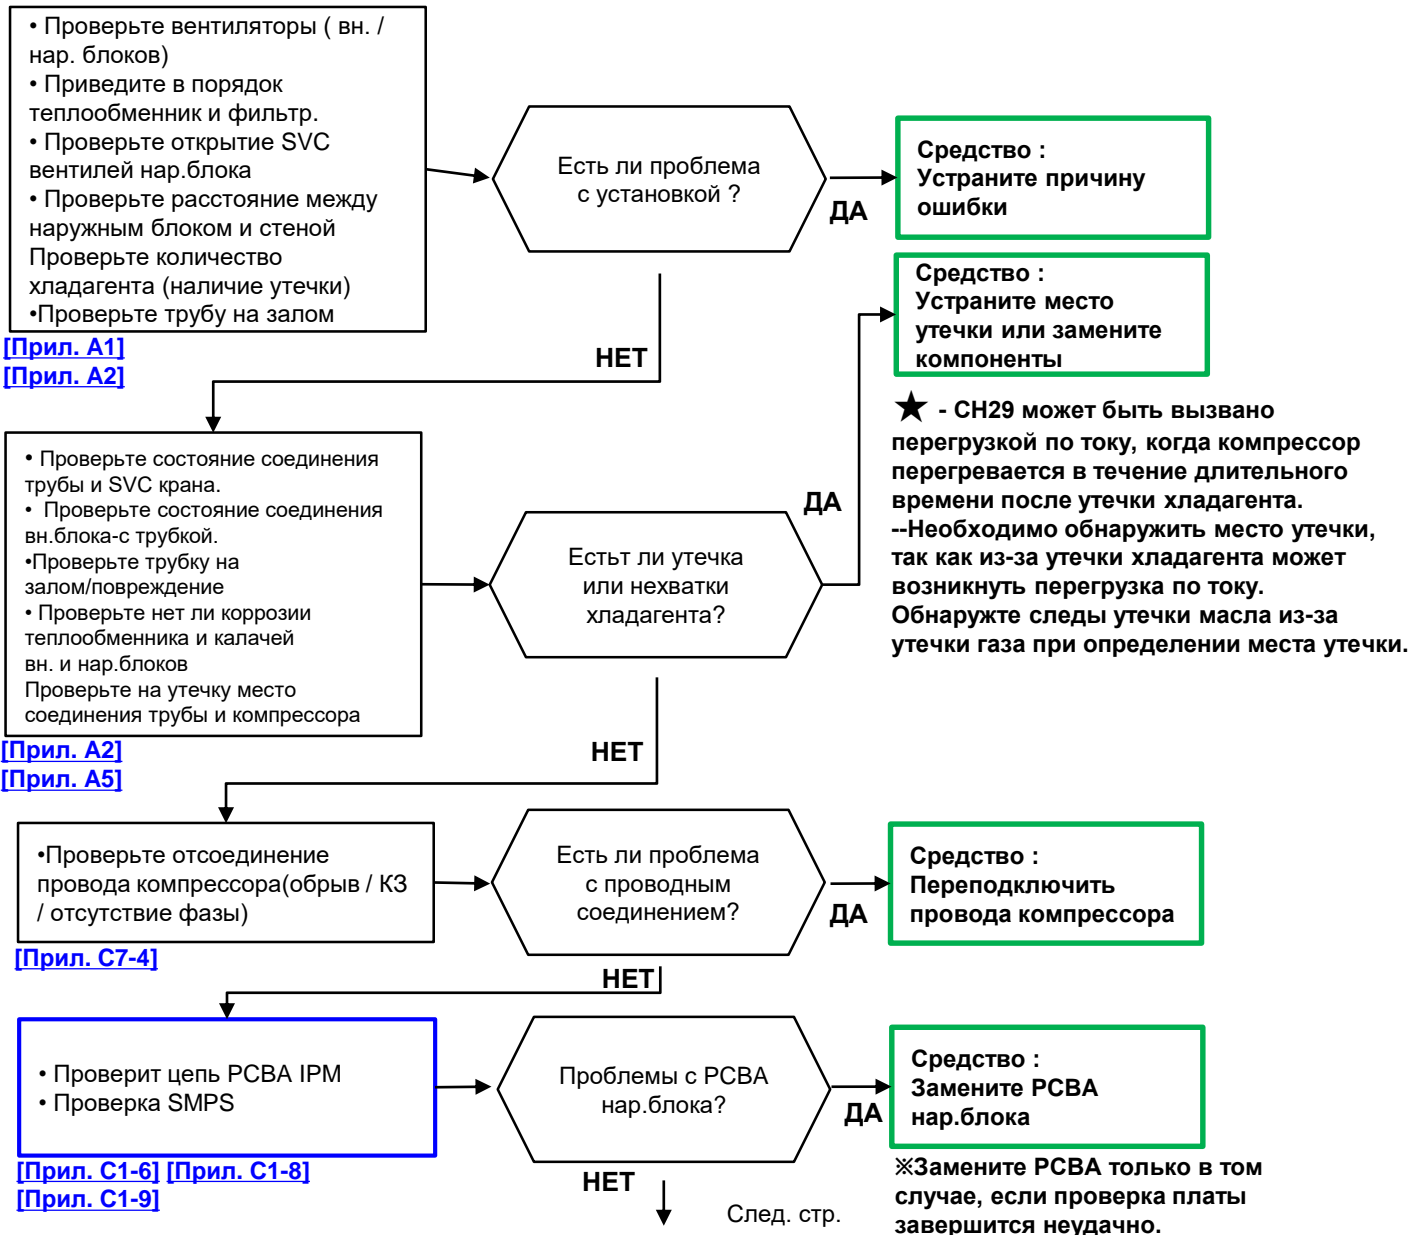 • Проверьте вентиляторы ( вн. /
нар. блоков)
• Приведите в порядок
теплообменник и фильтр.
• Проверьте открытие SVC
вентилей нар.блока
• Проверьте расстояние между
наружным блоком и стеной
Проверьте количество
хладагента (наличие утечки)
•Проверьте трубу на залом
[Прил. A1]
[Прил. A2]
Есть ли проблема
с установкой ?
ДА
Средство :
Устраните причину
ошибки
НЕТ
Средство :
Устраните место
утечки или замените
компоненты
★ - CH29 может быть вызвано
перегрузкой по току, когда компрессор
перегревается в течение длительного
времени после утечки хладагента.
--Необходимо обнаружить место утечки,
так как из-за утечки хладагента может
возникнуть перегрузка по току.
Обнаружте следы утечки масла из-за
утечки газа при определении места утечки.
• Проверьте состояние соединения
трубы и SVC крана.
• Проверьте состояние соединения
вн.блока-с трубкой.
•Проверьте трубку на
залом/повреждение
• Проверьте нет ли коррозии
теплообменника и калачей
вн. и нар.блоков
Проверьте на утечку место
соединения трубы и компрессора
[Прил. A2]
[Прил. A5]
Естьт ли утечка
или нехватки
хладагента?
ДА
НЕТ
•Проверьте отсоединение
провода компрессора(обрыв / КЗ
/ отсутствие фазы)
[Прил. C7-4]
Есть ли проблема
с проводным
соединением?
ДА
Средство :
Переподключить
провода компрессора
НЕТ
• Проверит цепь PCBA IPM
• Проверка SMPS
[Прил. C1-6] [Прил. C1-8]
[Прил. C1-9]
Проблемы с PCBA
нар.блока?
ДА
Средство :
Замените PCBA
нар.блока
НЕТ
След. стр.
※Замените PCBA только в том
случае, если проверка платы
завершится неудачно.